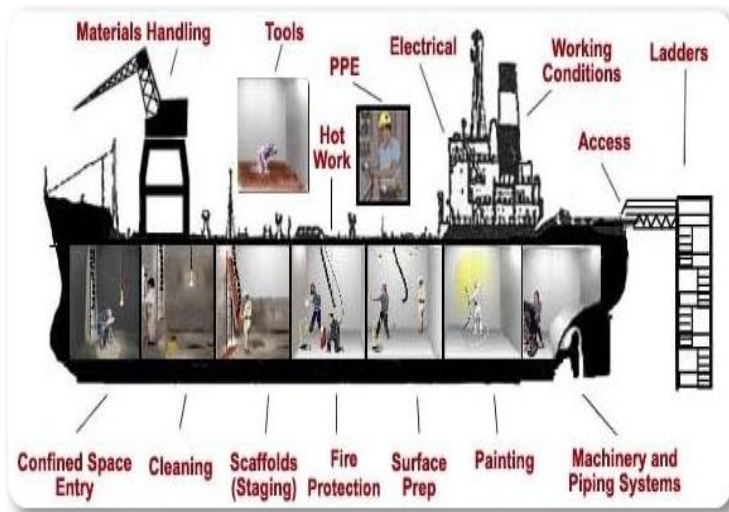 Materials Handling
Tools
PPE
Electrical
Working
Conditions
Ladders
Hot
Work
Access
Confined Space
Entry
Cleaning
Scaffolds
(Staging)
Fire
Protection
Surface
Prep
Painting
Machinery and
Piping Systems